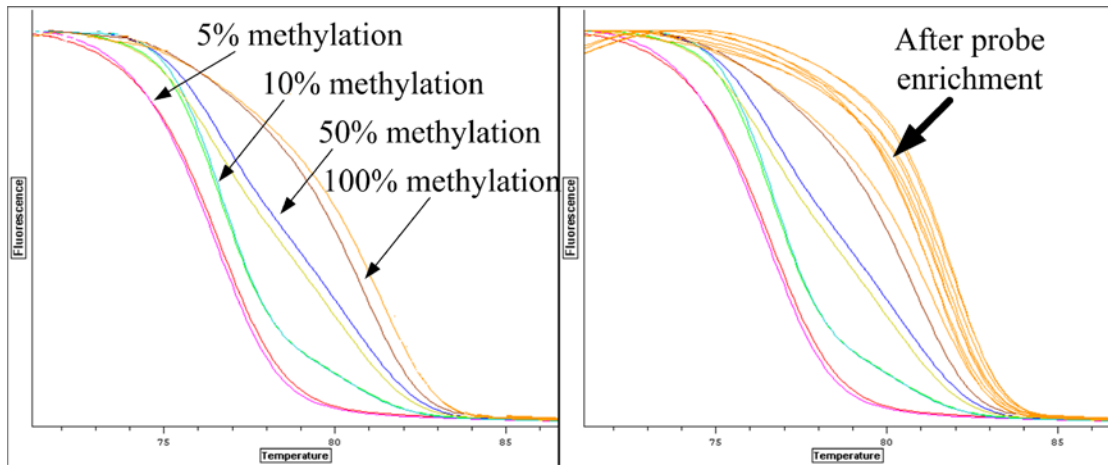 5% methylation
10% methylation
50% methylation
100% methylation
Fluorescence
75
80
85
Temperature
After probe
enrichment
Fluorescence
75
80
85
Temperature